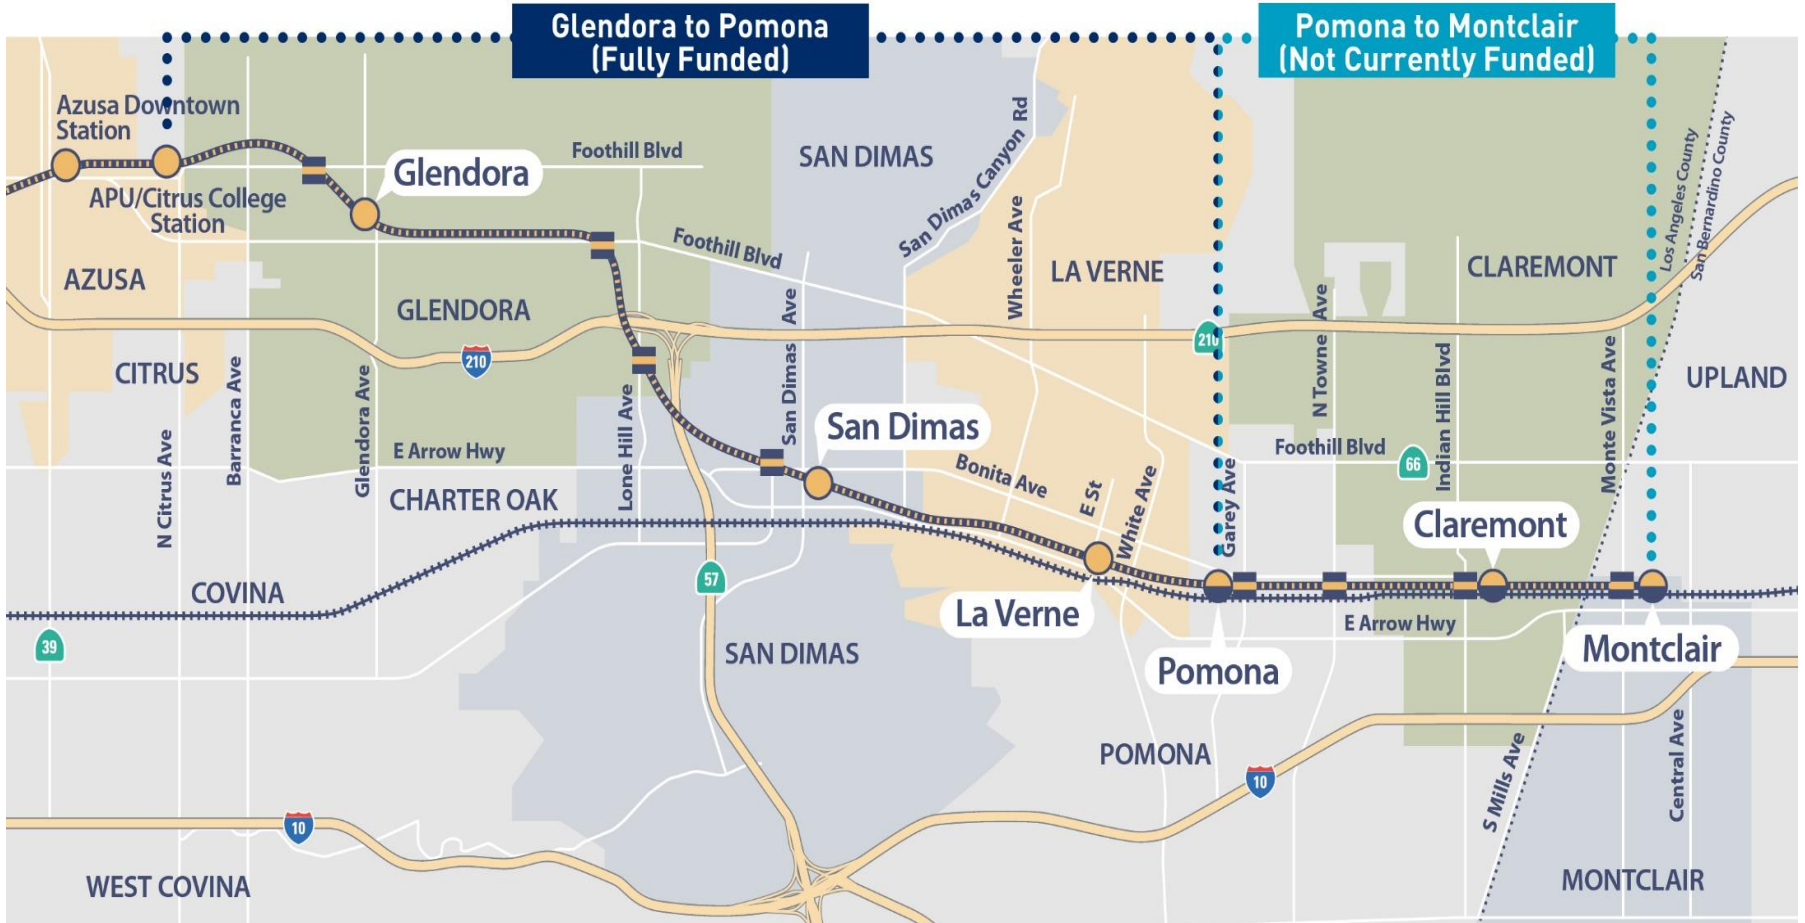 Glendora to Pomona
(Fully Funded)
Pomona to Montclair
(Not Currently Funded)
Azusa Downtown
Station
APU/Citrus College
Station
Glendora
Foothill Blvd
SAN DIMAS
San Dimas Canyon Rd
Wheeler Ave
LA VERNE
CLAREMONT
Los Angeles County
San Bernardino County
AZUSA
GLENDORA
Foothill Blvd
San Dimas Ave
210
210
N Towne Ave
CITRUS
Barranca Ave
Glendora Ave
Lone Hill Ave
Indian Hill Blvd
Monte Vista Ave
UPLAND
San Dimas
N Citrus Ave
E Arrow Hwy
Bonita Ave
E St
White Ave
Garey Ave
Foothill Blvd
66
CHARTER OAK
Claremont
COVINA
57
La Verne
E Arrow Hwy
39
SAN DIMAS
Pomona
Montclair
POMONA
10
S Mills Ave
Central Ave
10
WEST COVINA
MONTCLAIR